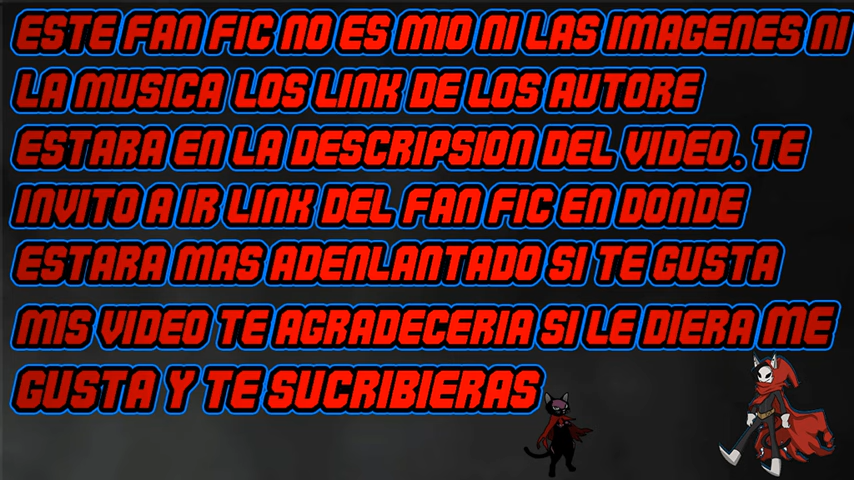 ESTE FAN FIC NO ES MIO NI LAS IMAGENES NI
LA MUSICA LOS LINK DE LOS AUTORE
ESTARA EN LA DESCRIPSION DEL VIDEO. TE
INVITO A IR LINK DEL FAN FIC EN DONDE
ESTARA MAS ADENLANTADO SI TE GUSTA
MIS VIDEO TE AGRADECERIA SI LE DIERA ME
GUSTA Y TE SUCRIBIERAS